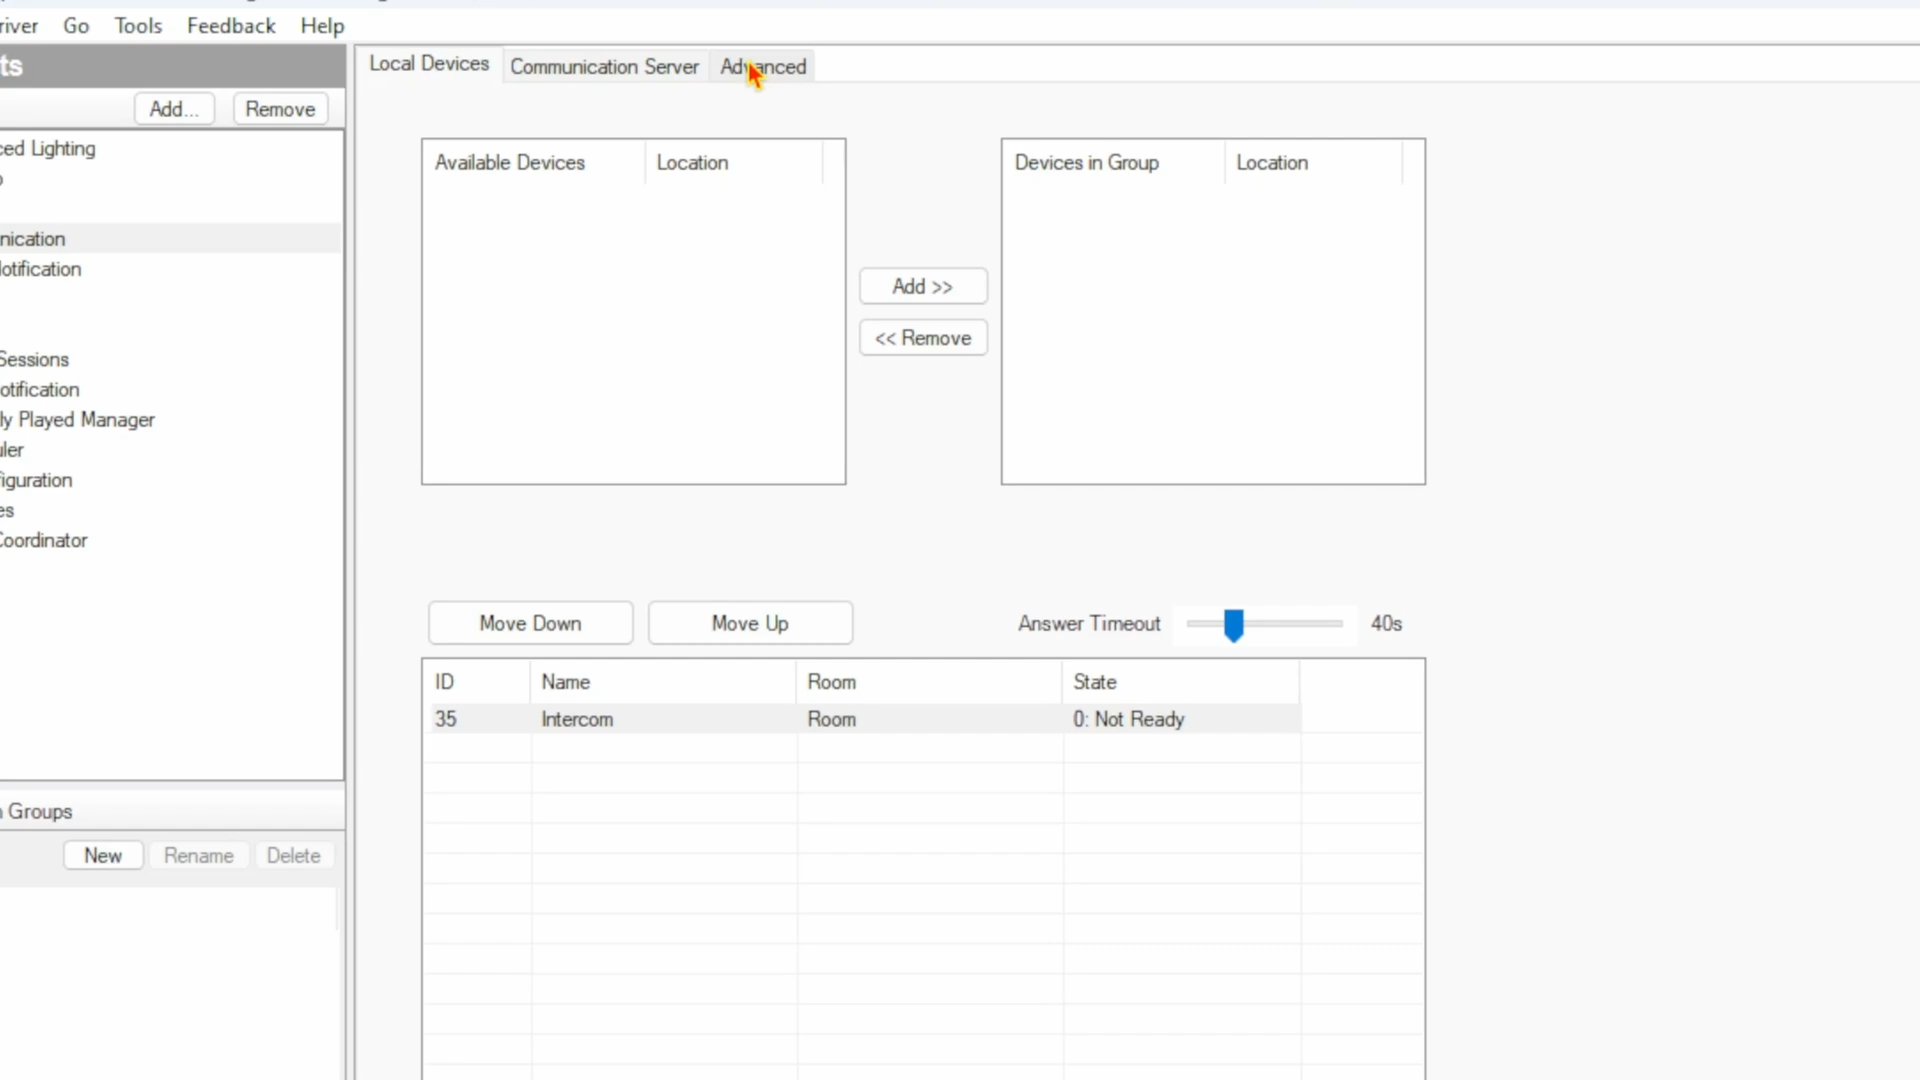 river Go Tools Feedback Help
ts
Add... Remove
ced Lighting
nication
lotification
Sessions
otification
ly Played Manager
uler
figuration
es
Coordinator
Groups
New Rename Delete
Local Devices Communication Server Advanced
Available Devices Location
Add >>
<< Remove
Devices in Group Location
Move Down Move Up Answer Timeout 40s
ID Name Room State
35 Intercom Room 0: Not Ready